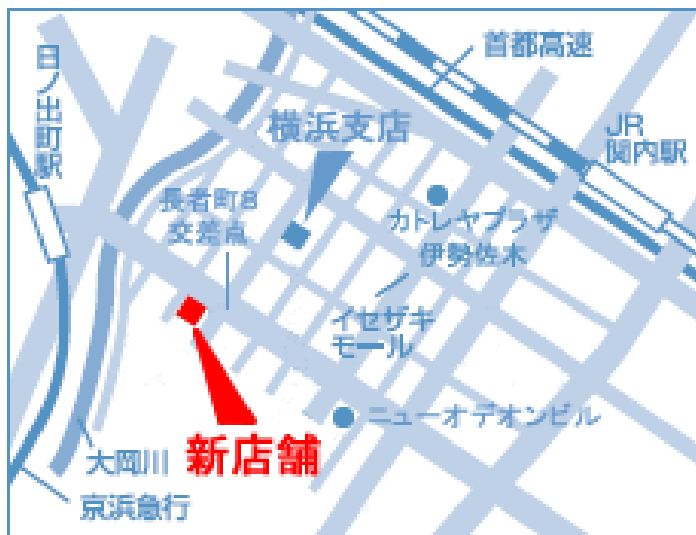 首都高速
日ノ出町駅
横浜支店
JR
関内駅
長者町8
交差点
カトレヤプラザ
伊勢佐木
イセザキ
モール
ニューオデオンビル
大岡川
新店舗
京浜急行